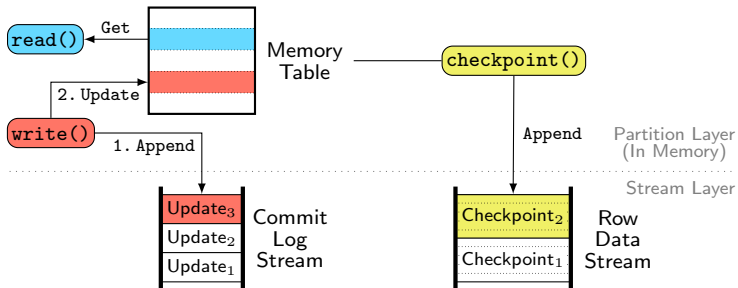 Get
read()
Memory
Table
checkpoint()
2. Update
write()
1. Append
Append
Partition Layer
(In Memory)
Stream Layer
Update₃
Update₂
Update₁
Commit
Log
Stream
Checkpoint₂
Checkpoint₁
Row
Data
Stream